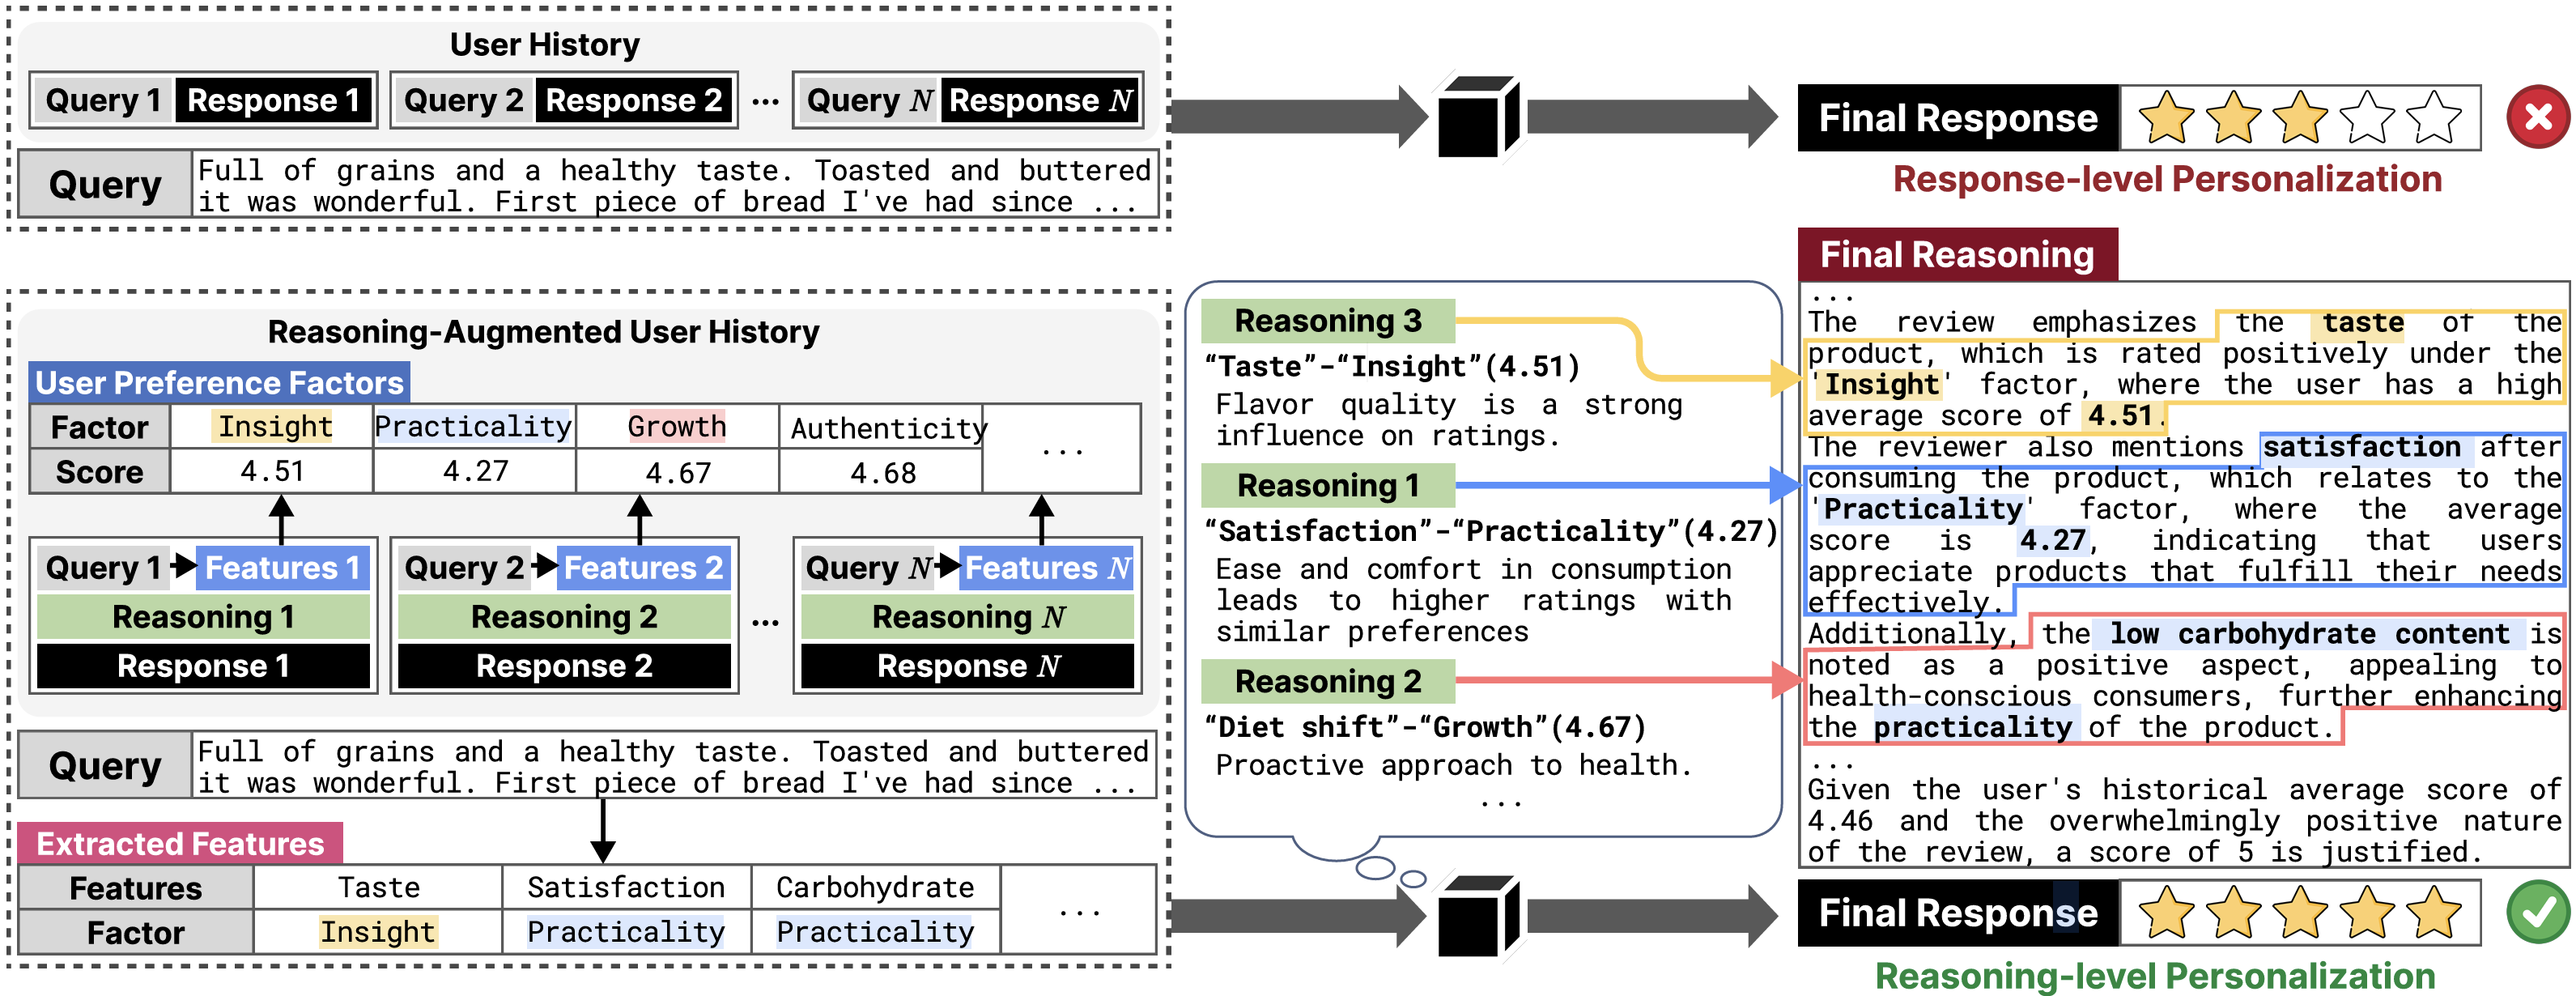 User History
Query 1 Response 1 Query 2 Response 2 ... Query N Response N
Query
Full of grains and a healthy taste. Toasted and buttered
it was wonderful. First piece of bread I've had since ...
Final Response
Response-level Personalization
Reasoning-Augmented User History
User Preference Factors
Factor Insight Practicality Growth Authenticity ...
Score 4.51 4.27 4.67 4.68
Query 1 Features 1 Query 2 Features 2 Query N Features N
Reasoning 1 Reasoning 2 ... Reasoning N
Response 1 Response 2 Response N
Query
Full of grains and a healthy taste. Toasted and buttered
it was wonderful. First piece of bread I've had since ...
Extracted Features
Features Taste Satisfaction Carbohydrate ...
Factor Insight Practicality Practicality
Reasoning 3
“Taste”-“Insight”(4.51)
Flavor quality is a strong
influence on ratings.
Reasoning 1
“Satisfaction”-“Practicality”(4.27)
Ease and comfort in consumption
leads to higher ratings with
similar preferences
Reasoning 2
“Diet shift”-“Growth”(4.67)
Proactive approach to health.
...
Final Reasoning
...
The review emphasizes the taste of the
product, which is rated positively under the
'Insight' factor, where the user has a high
average score of 4.51.
The reviewer also mentions satisfaction after
consuming the product, which relates to the
'Practicality' factor, where the average
score is 4.27, indicating that users
appreciate products that fulfill their needs
effectively.
Additionally, the low carbohydrate content is
noted as a positive aspect, appealing to
health-conscious consumers, further enhancing
the practicality of the product.
...
Given the user's historical average score of
4.46 and the overwhelmingly positive nature
of the review, a score of 5 is justified.
Final Response
Reasoning-level Personalization